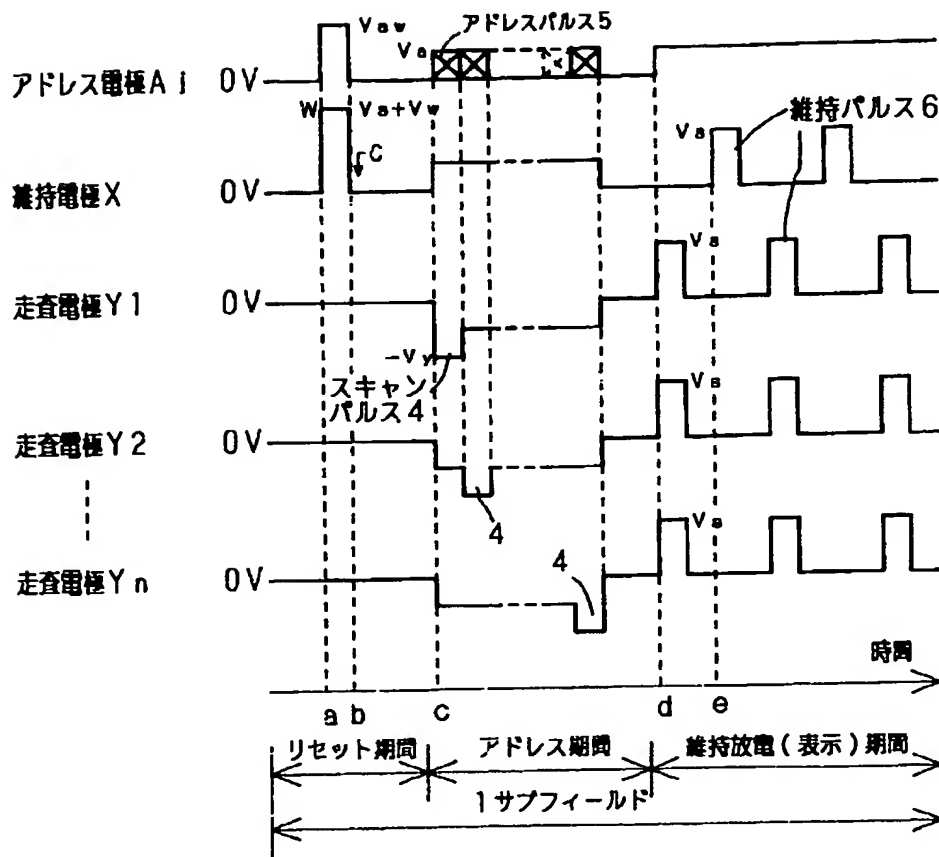 Vaw
アドレスパルス5
Va
アドレス電極Aj 0V
W Vs+Vw
C
Vs
維持パルス6
維持電極X 0V
Vs
走査電極Y1 0V
-Vy
スキャン
パルス4
Vs
走査電極Y2 0V
4
Vs
4
走査電極Yn 0V
時間
a b c d e
リセット期間 アドレス期間 維持放電(表示)期間
1サブフィールド